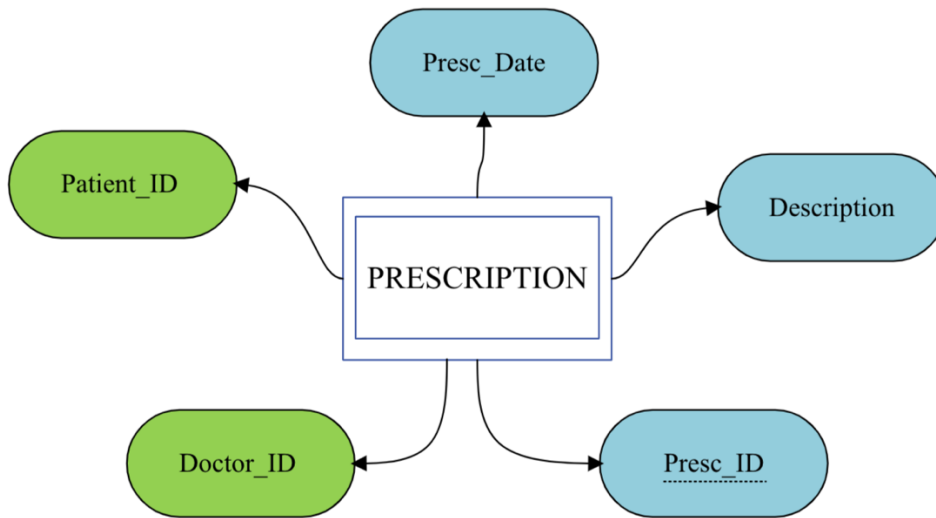 Presc_Date
Patient_ID
Description
PRESCRIPTION
Doctor_ID
Presc_ID